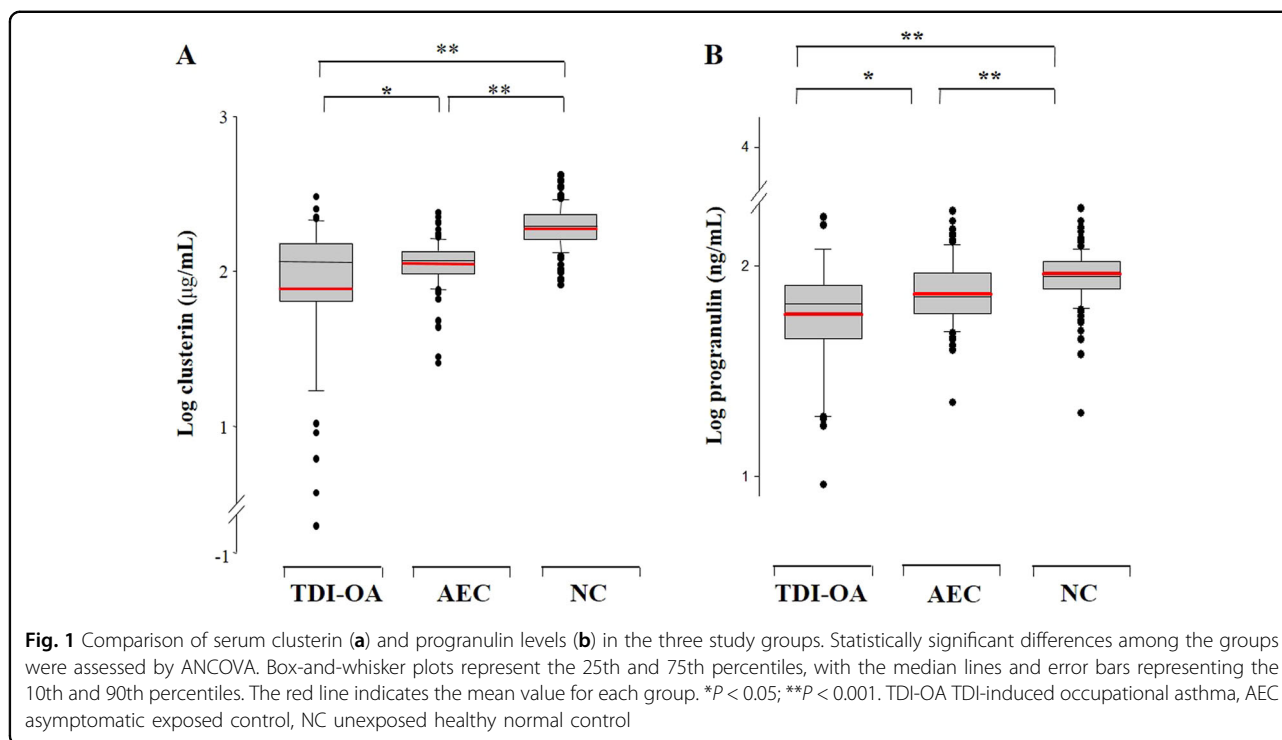 A
**
*
**
3
2
1
-1
Log clusterin (µg/mL)
TDI-OA AEC NC
B
**
*
**
4
2
1
Log progranulin (ng/mL)
TDI-OA AEC NC
Fig. 1 Comparison of serum clusterin (a) and progranulin levels (b) in the three study groups. Statistically significant differences among the groups
were assessed by ANCOVA. Box-and-whisker plots represent the 25th and 75th percentiles, with the median lines and error bars representing the
10th and 90th percentiles. The red line indicates the mean value for each group. *P < 0.05; **P < 0.001. TDI-OA TDI-induced occupational asthma, AEC
asymptomatic exposed control, NC unexposed healthy normal control